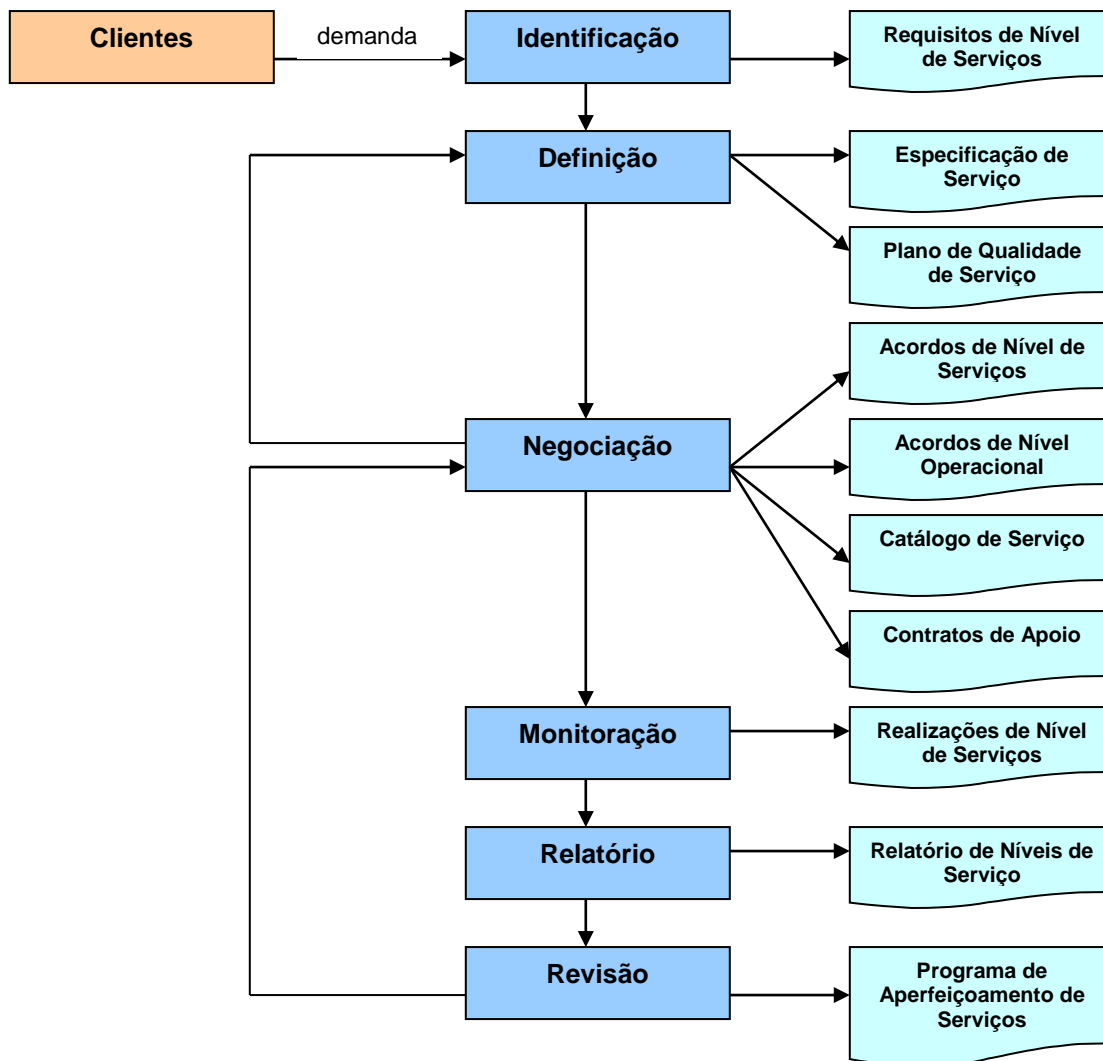 Clientes
demanda
Identificação
Requisitos de Nível
de Serviços
Definição
Especificação de
Serviço
Plano de Qualidade
de Serviço
Acordos de Nível de
Serviços
Negociação
Acordos de Nível
Operacional
Catálogo de Serviço
Contratos de Apoio
Monitoração
Realizações de Nível
de Serviços
Relatório
Relatório de Níveis de
Serviço
Revisão
Programa de
Aperfeiçoamento de
Serviços